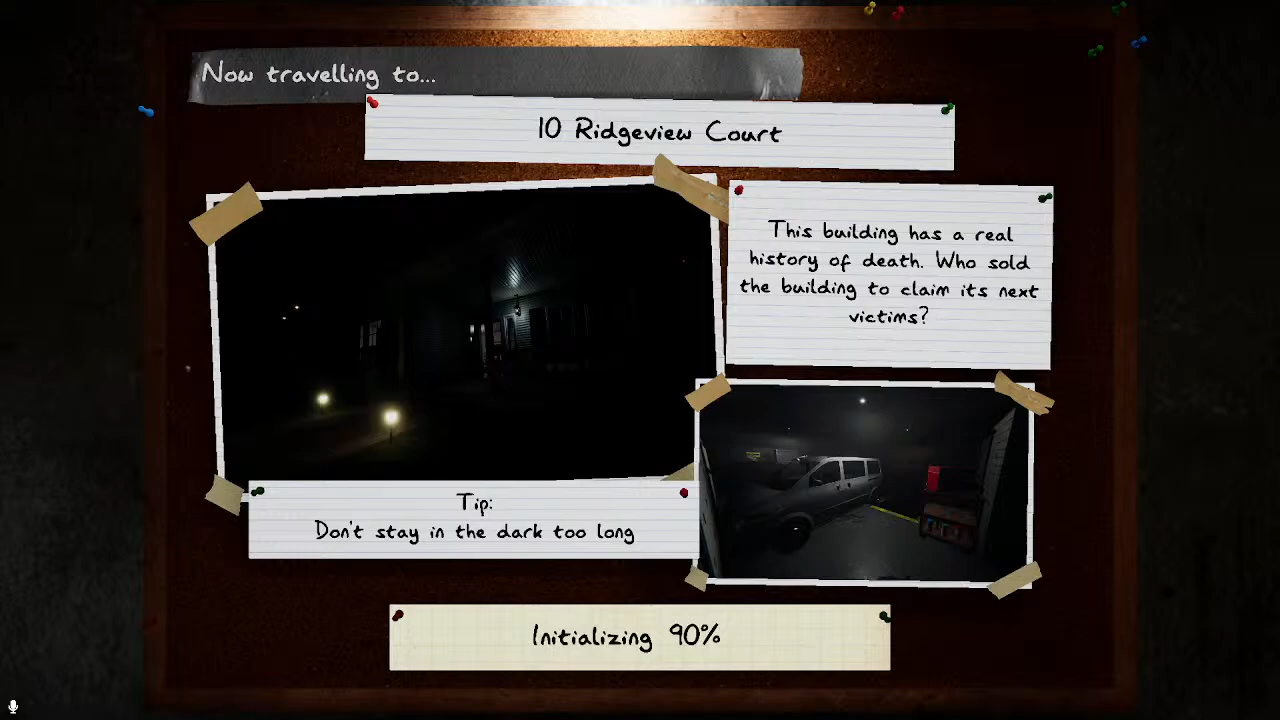 Now travelling to...
10 Ridgeview Court
This building has a real
history of death. Who sold
the building to claim its next
victims?
Tip:
Don't stay in the dark too long
Initializing 90%